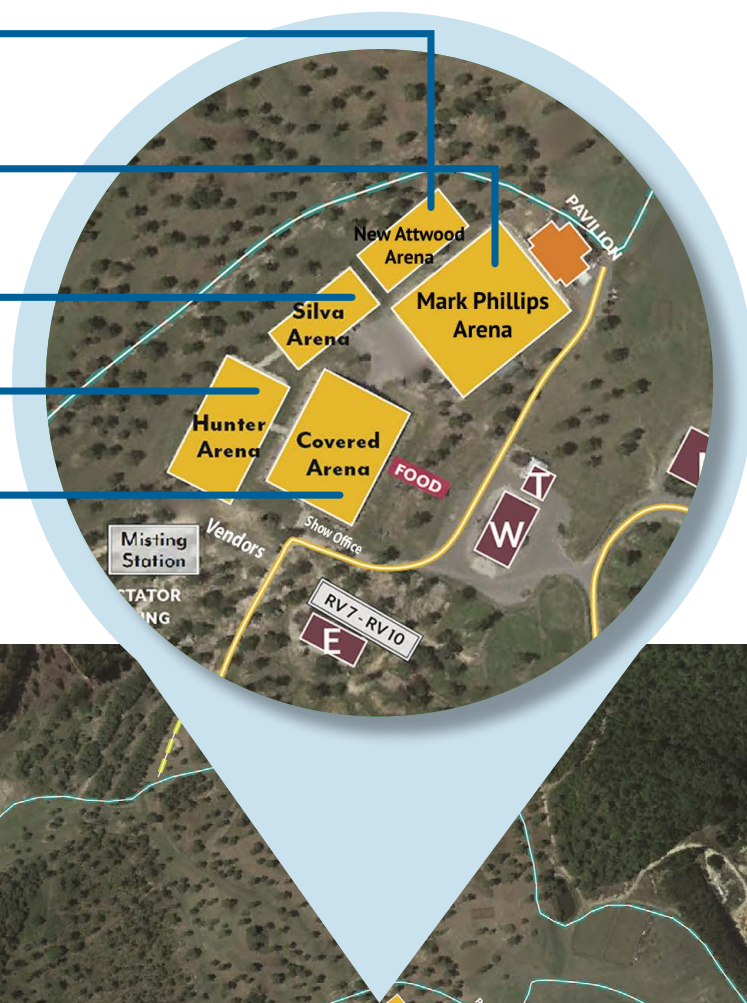 PAVILION
New Attwood
Arena
Mark Phillips
Arena
Silva
Arena
Hunter
Arena
Covered
Arena
FOOD
T
W
Vendors
Show Office
Misting
Station
RV7 - RV10
E